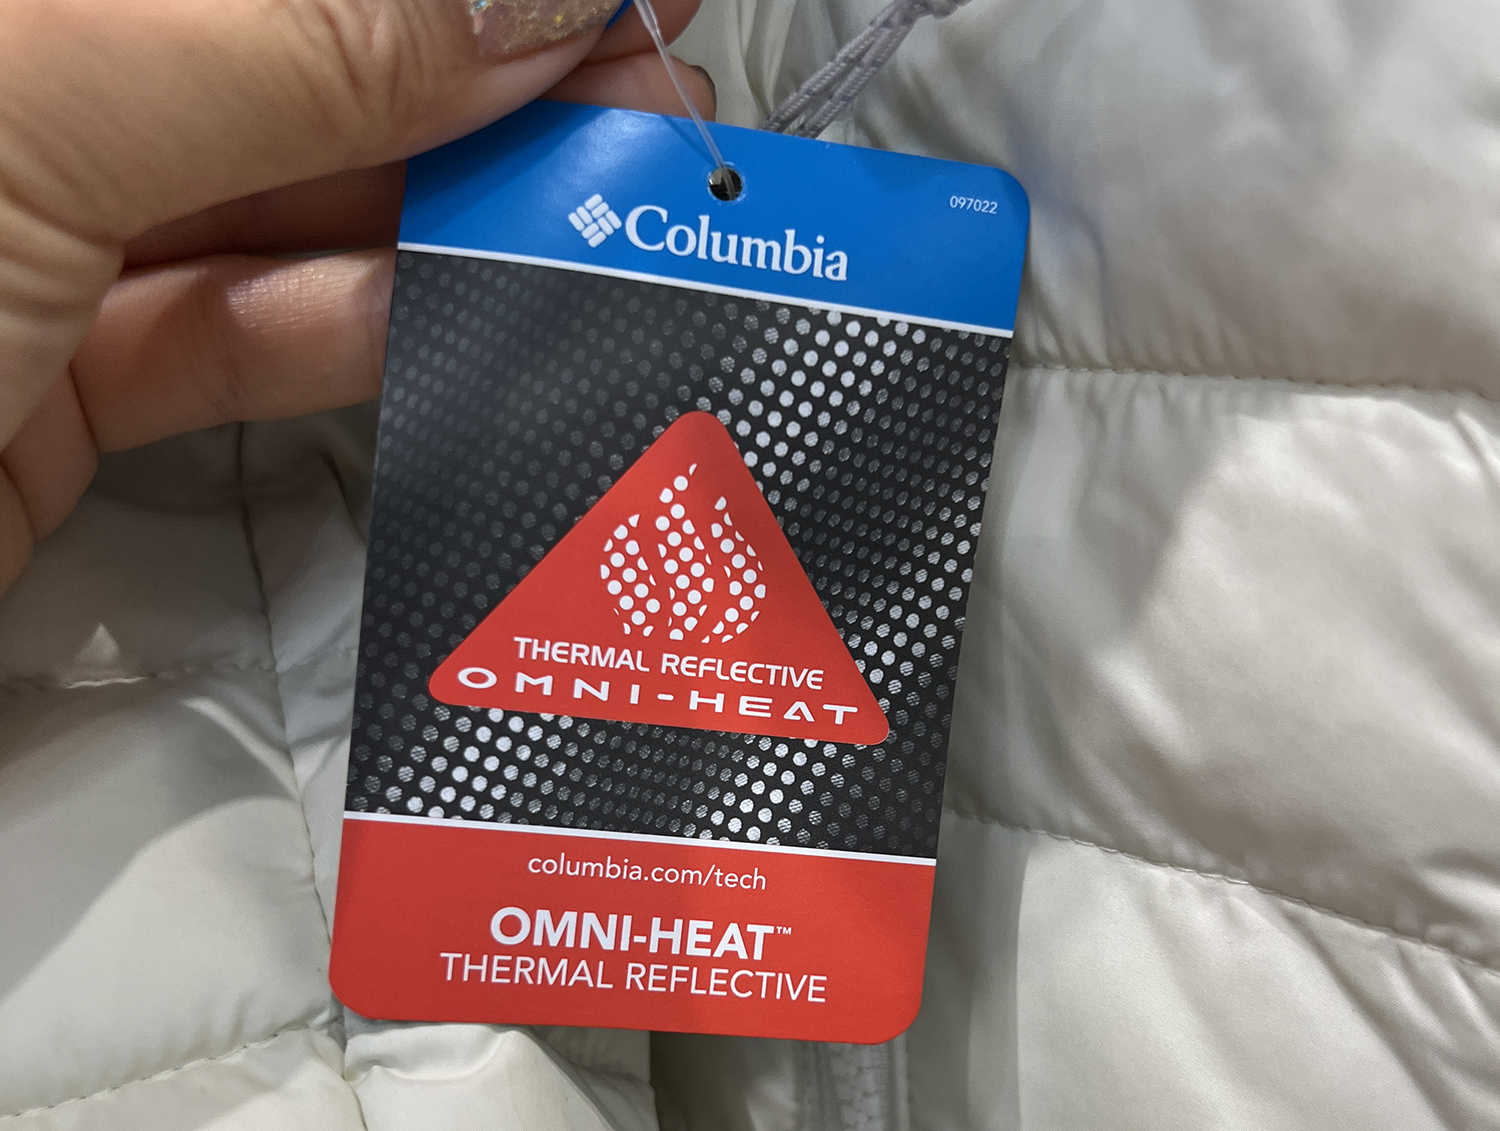 097022
Columbia
THERMAL REFLECTIVE
OMNI-HEAT
columbia.com/tech
OMNI-HEAT™
THERMAL REFLECTIVE